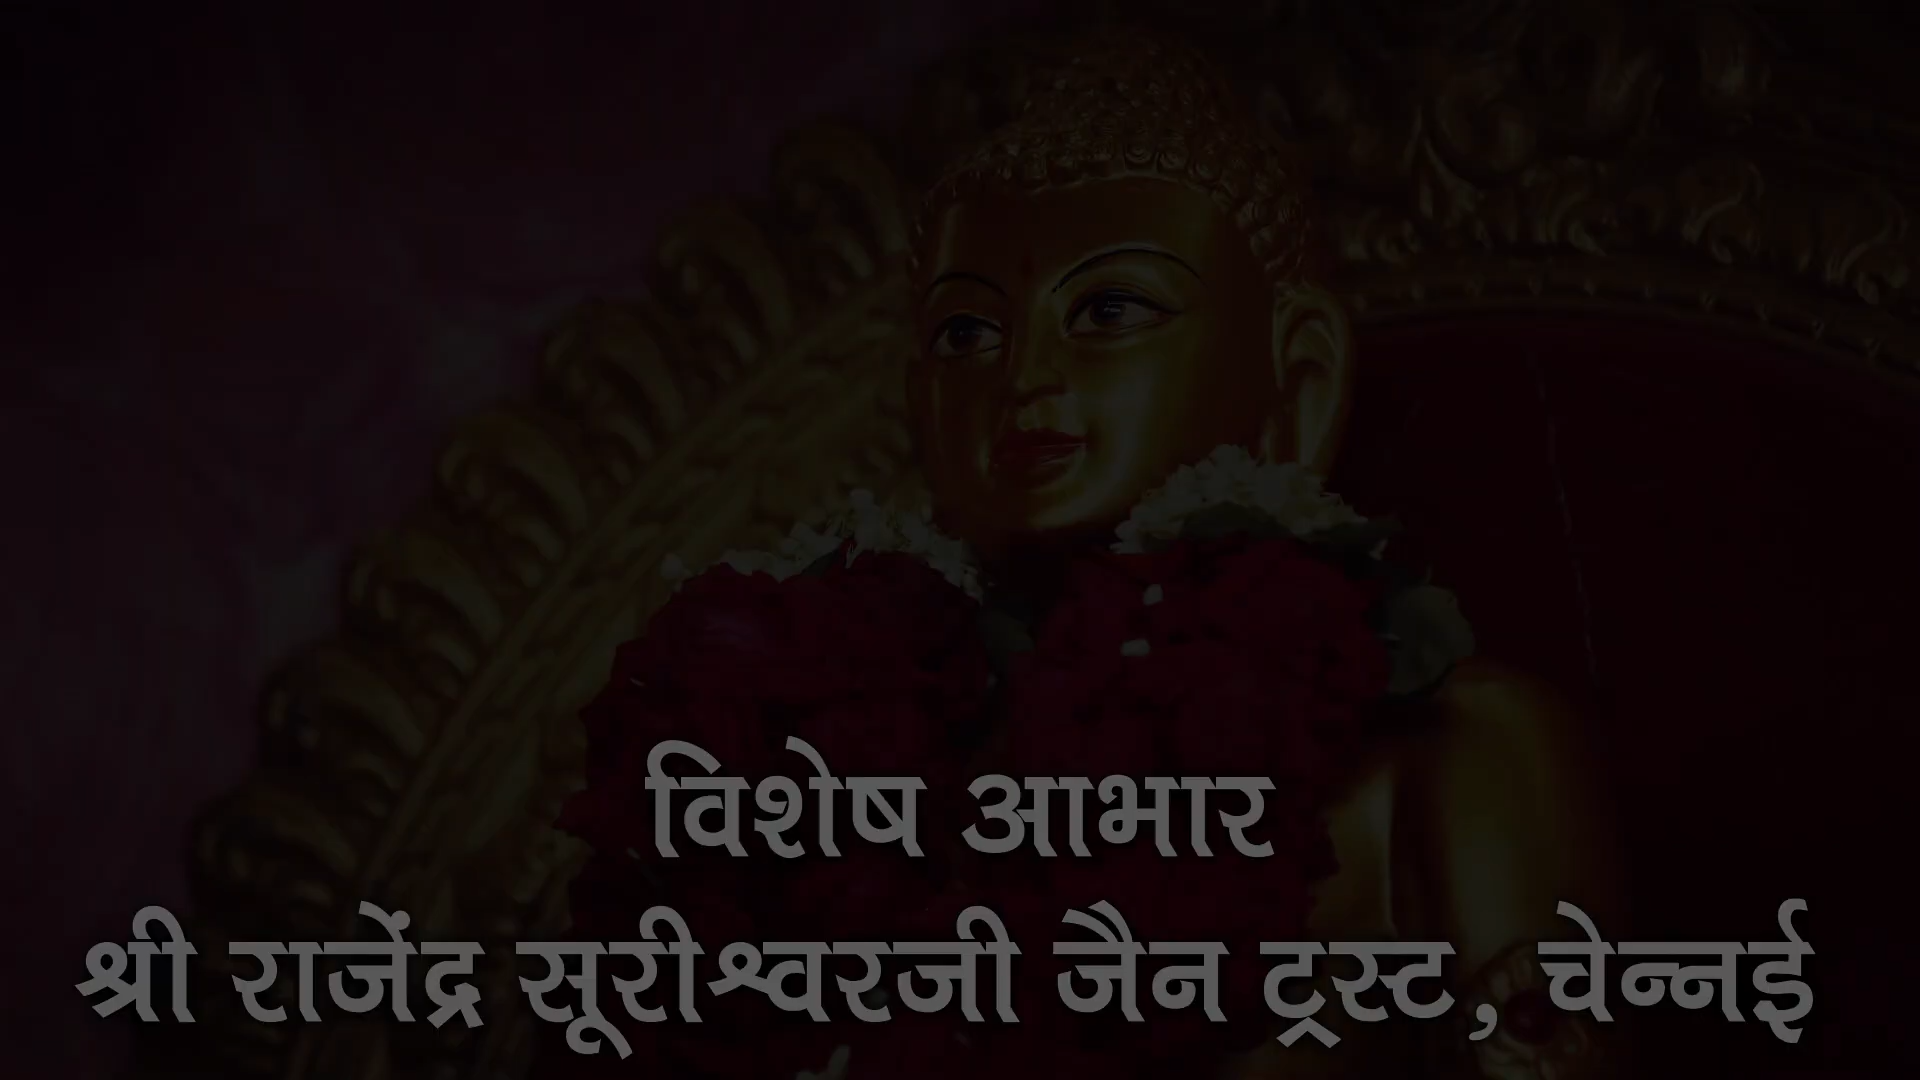 विशेष आभार
श्री राजेंद्र सूरीश्वरजी जैन ट्रस्ट, चेन्नई